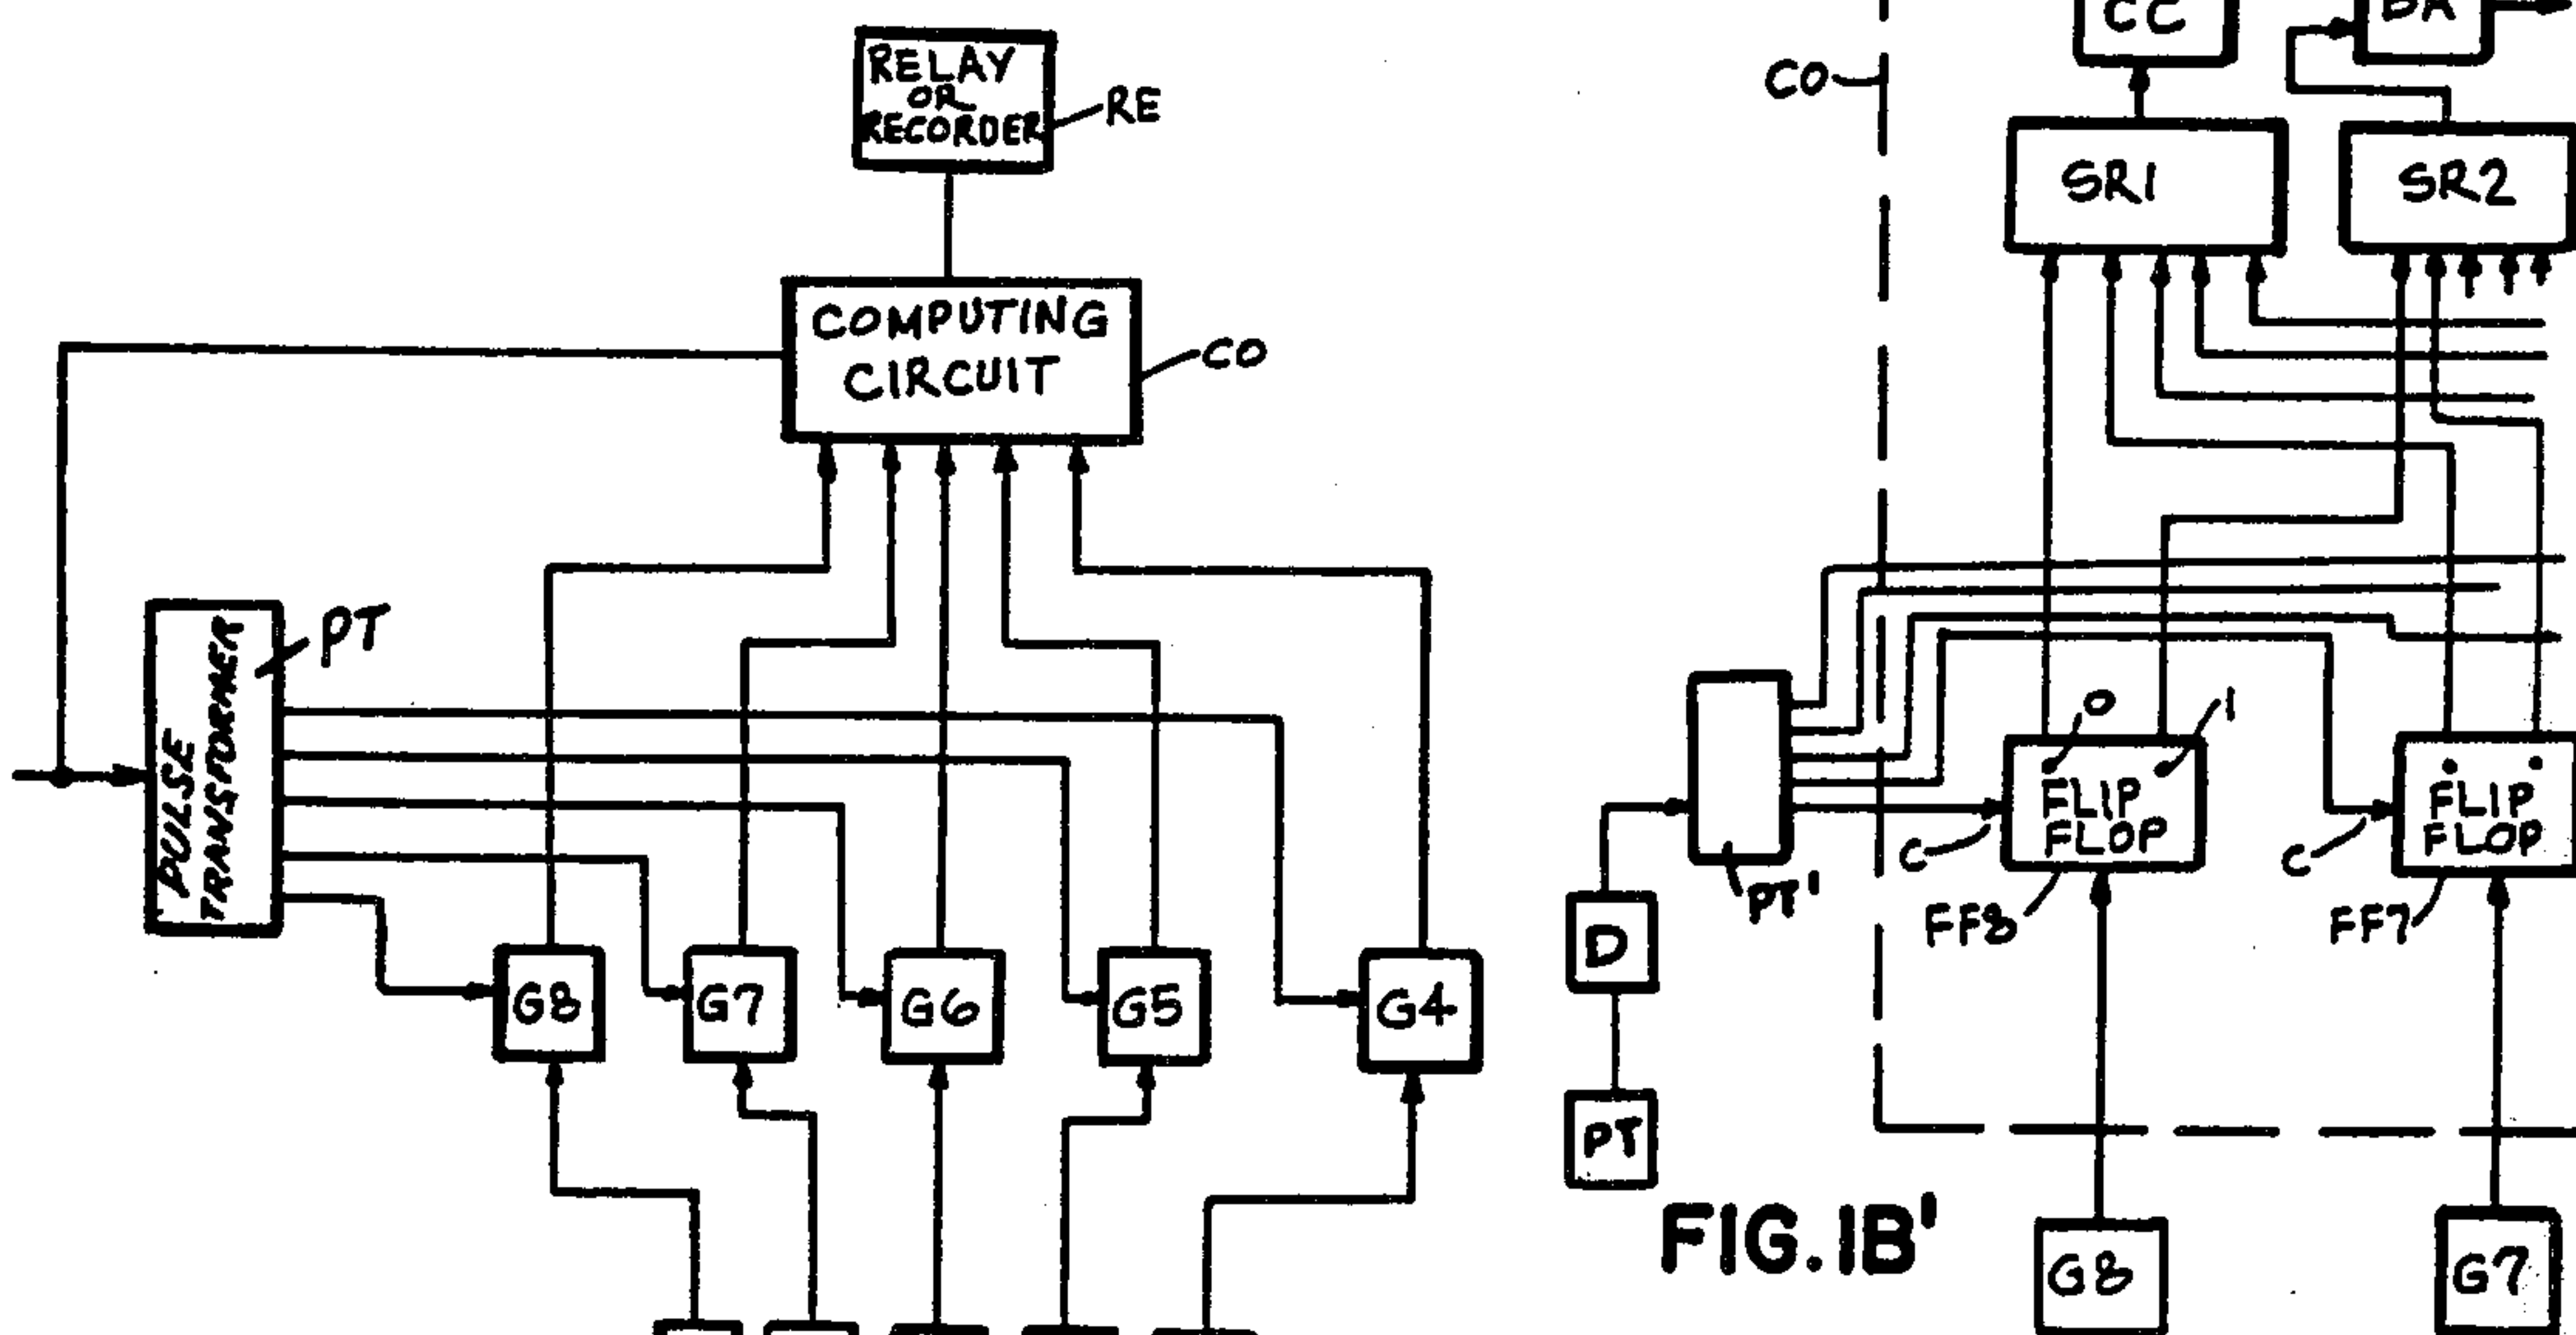 RELAY
OR
RECORDER
RE
COMPUTING
CIRCUIT
CO
PULSE
TRANSFORMER
PT
G8
G7
G6
G5
G4
CC
DA
CO
SR1
SR2
O
1
FLIP
FLOP
FLIP
FLOP
C
C
FF8
FF7
PT'
D
PT
FIG.1B'
G8
G7